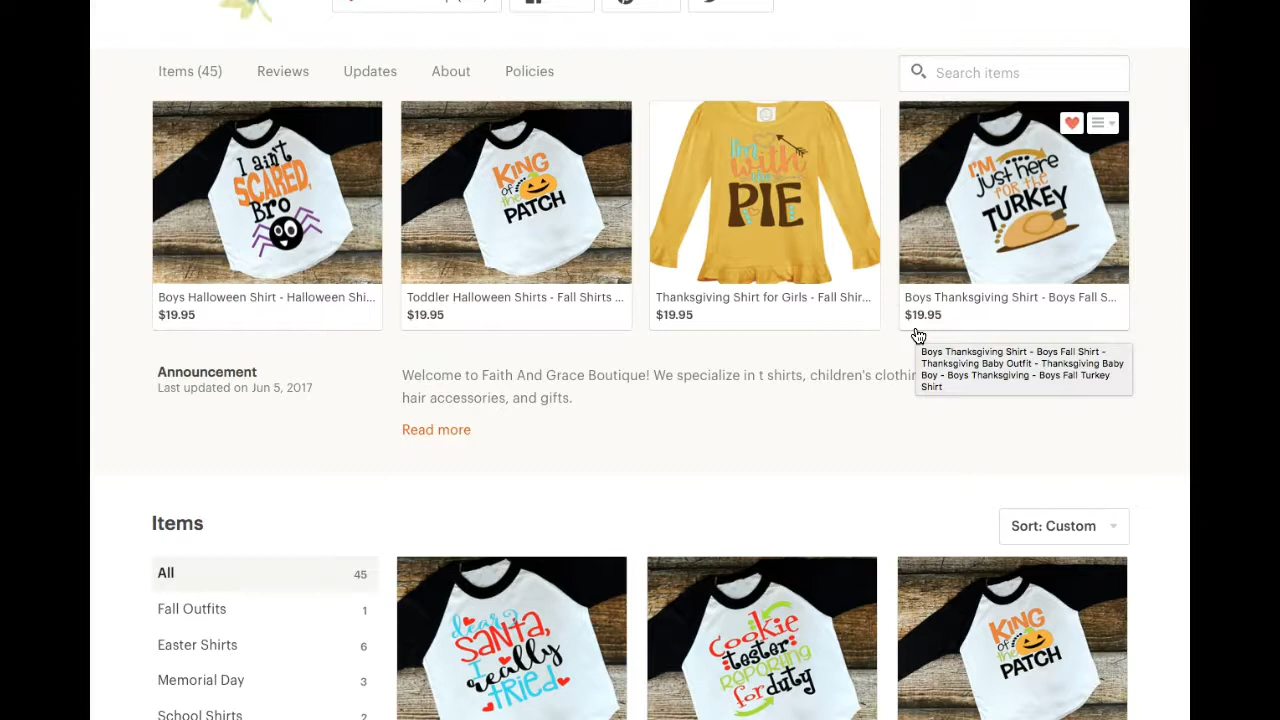 Items (45)
Reviews
Updates
About
Policies
Search items
I ain't
SCARED,
Bro
KING
of the
PATCH
I'm
with
the
PIE
I'M
just here
for the
TURKEY
Boys Halloween Shirt - Halloween Shi...
$19.95
Toddler Halloween Shirts - Fall Shirts ...
$19.95
Thanksgiving Shirt for Girls - Fall Shir...
$19.95
Boys Thanksgiving Shirt - Boys Fall S...
$19.95
Boys Thanksgiving Shirt - Boys Fall Shirt -
Thanksgiving Baby Outfit - Thanksgiving Baby
Boy - Boys Thanksgiving - Boys Fall Turkey
Shirt
Announcement
Last updated on Jun 5, 2017
Welcome to Faith And Grace Boutique! We specialize in t shirts, children's
hair accessories, and gifts.
Read more
Items
Sort: Custom
All 45
Fall Outfits 1
Easter Shirts 6
Memorial Day 3
School Shirts 2
dear
SANTA,
I really
tried
Cookie
tester
REPORTING
for duty
KING
of the
PATCH